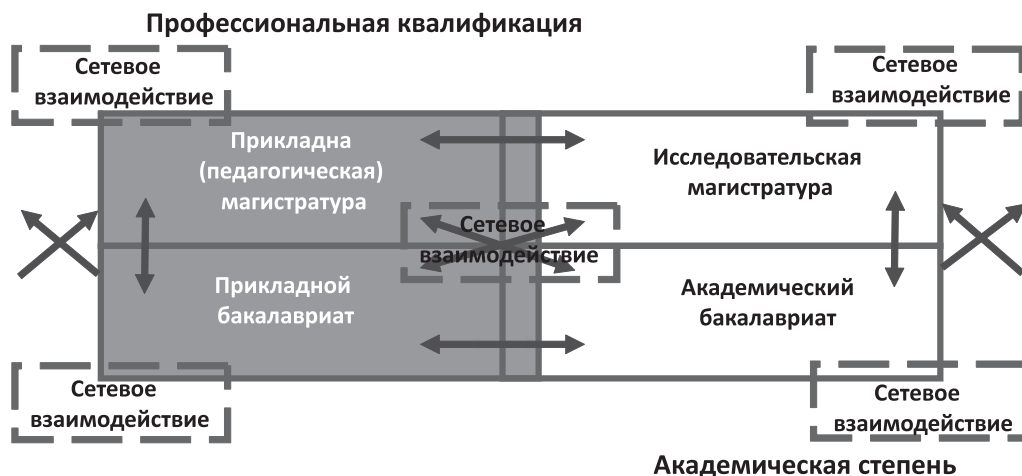 Профессиональная квалификация
Сетевое
взаимодействие
Сетевое
взаимодействие
Прикладна
(педагогическая)
магистратура
Исследовательская
магистратура
Сетевое
взаимодействие
Прикладной
бакалавриат
Академический
бакалавриат
Сетевое
взаимодействие
Сетевое
взаимодействие
Академическая степень